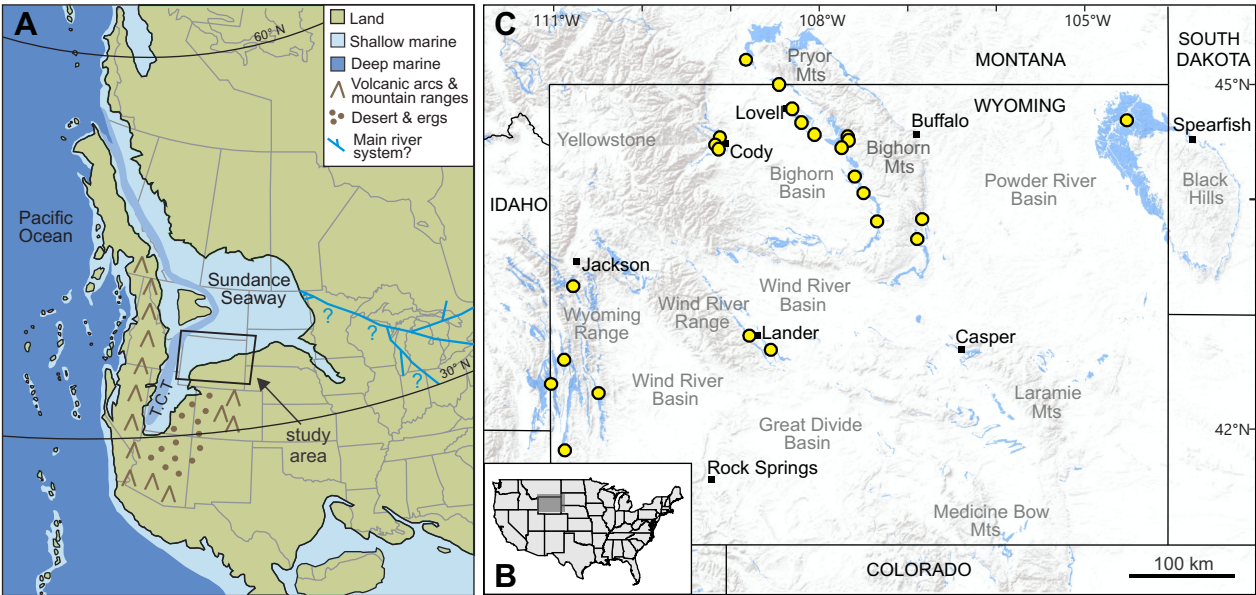 A
60° N
Land
Shallow marine
Deep marine
Volcanic arcs &
mountain ranges
Desert & ergs
Main river
system?
Pacific
Ocean
Sundance
Seaway
?
?
?
30° N
T.C.T.
study
area
B
C
111°W
108°W
105°W
SOUTH
DAKOTA
MONTANA
Pryor
Mts
45°N
WYOMING
Lovell
Buffalo
Spearfish
Yellowstone
Cody
Bighorn
Mts
Bighorn
Basin
Powder River
Basin
Black
Hills
IDAHO
Jackson
Wind River
Basin
Wyoming
Range
Wind River
Range
Lander
Casper
Wind River
Basin
Laramie
Mts
Great Divide
Basin
42°N
Rock Springs
Medicine Bow
Mts
COLORADO
100 km